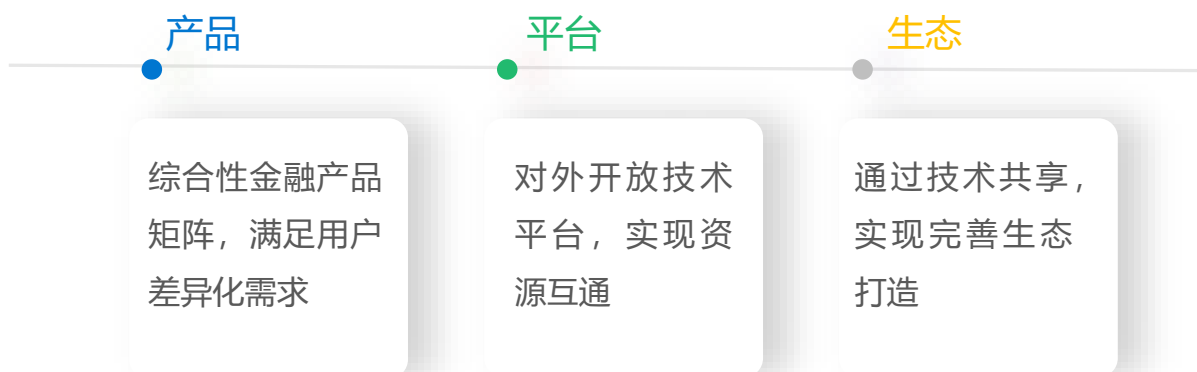 产品
平台
生态
综合性金融产品
矩阵，满足用户
差异化需求
对外开放技术
平台，实现资
源互通
通过技术共享，
实现完善生态
打造